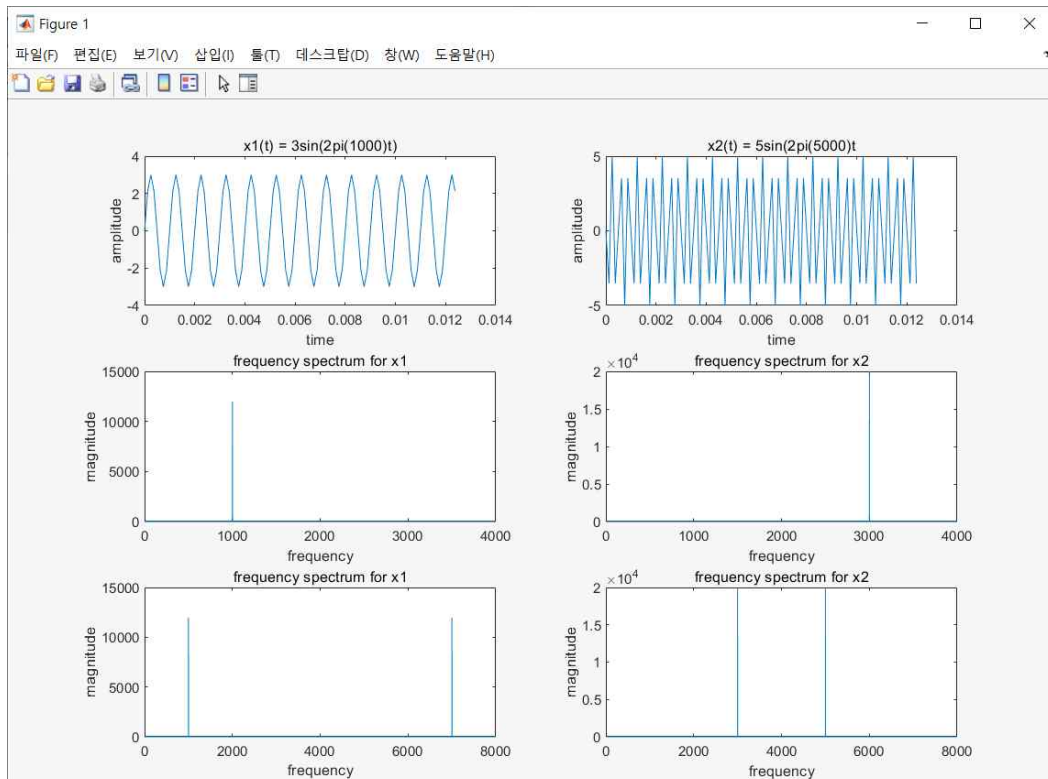 Figure 1
파일(F) 편집(E) 보기(V) 삽입(I) 툴(T) 데스크탑(D) 창(W) 도움말(H)
x1(t) = 3sin(2pi(1000)t)
4
2
0
-2
-4
amplitude
0 0.002 0.004 0.006 0.008 0.01 0.012 0.014
time
x2(t) = 5sin(2pi(5000)t
5
0
-5
amplitude
0 0.002 0.004 0.006 0.008 0.01 0.012 0.014
time
frequency spectrum for x1
15000
10000
5000
0
magnitude
0 1000 2000 3000 4000
frequency
frequency spectrum for x2
×10⁴
2
1.5
1
0.5
0
magnitude
0 1000 2000 3000 4000
frequency
frequency spectrum for x1
15000
10000
5000
0
magnitude
0 2000 4000 6000 8000
frequency
frequency spectrum for x2
×10⁴
2
1.5
1
0.5
0
magnitude
0 2000 4000 6000 8000
frequency